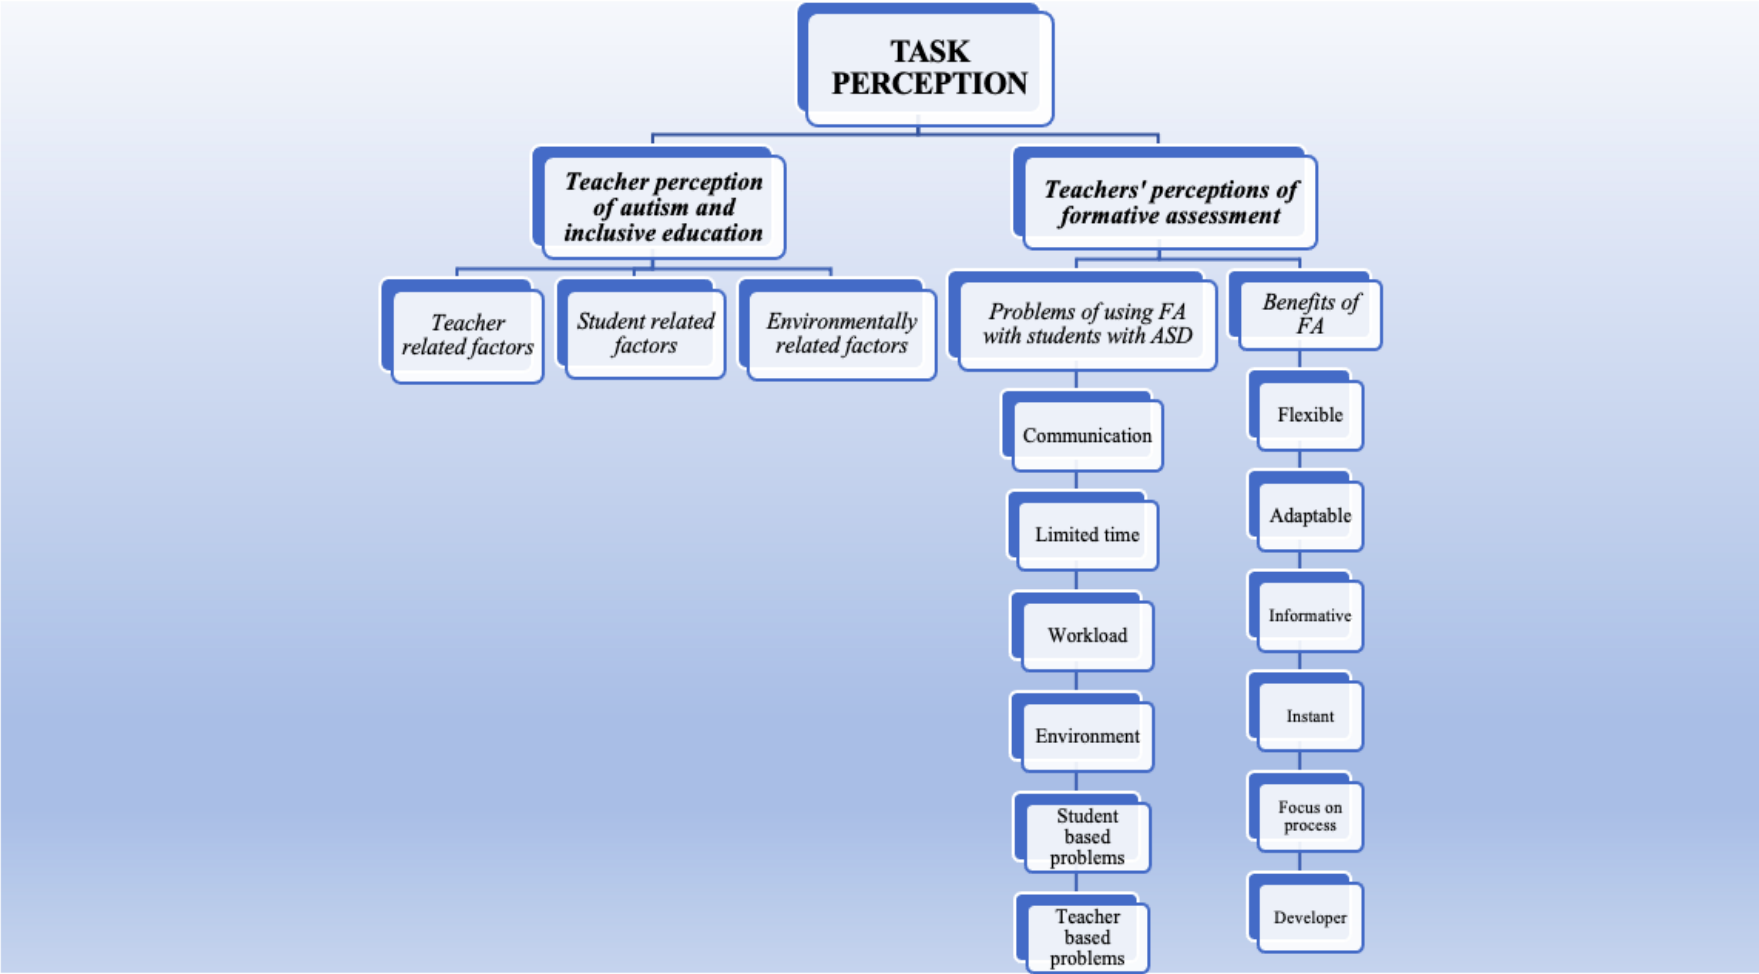 TASK
PERCEPTION
Teacher perception
of autism and
inclusive education
Teachers' perceptions of
formative assessment
Teacher
related factors
Student related
factors
Environmentally
related factors
Problems of using FA
with students with ASD
Benefits of
FA
Communication
Limited time
Workload
Environment
Student
based
problems
Teacher
based
problems
Flexible
Adaptable
Informative
Instant
Focus on
process
Developer